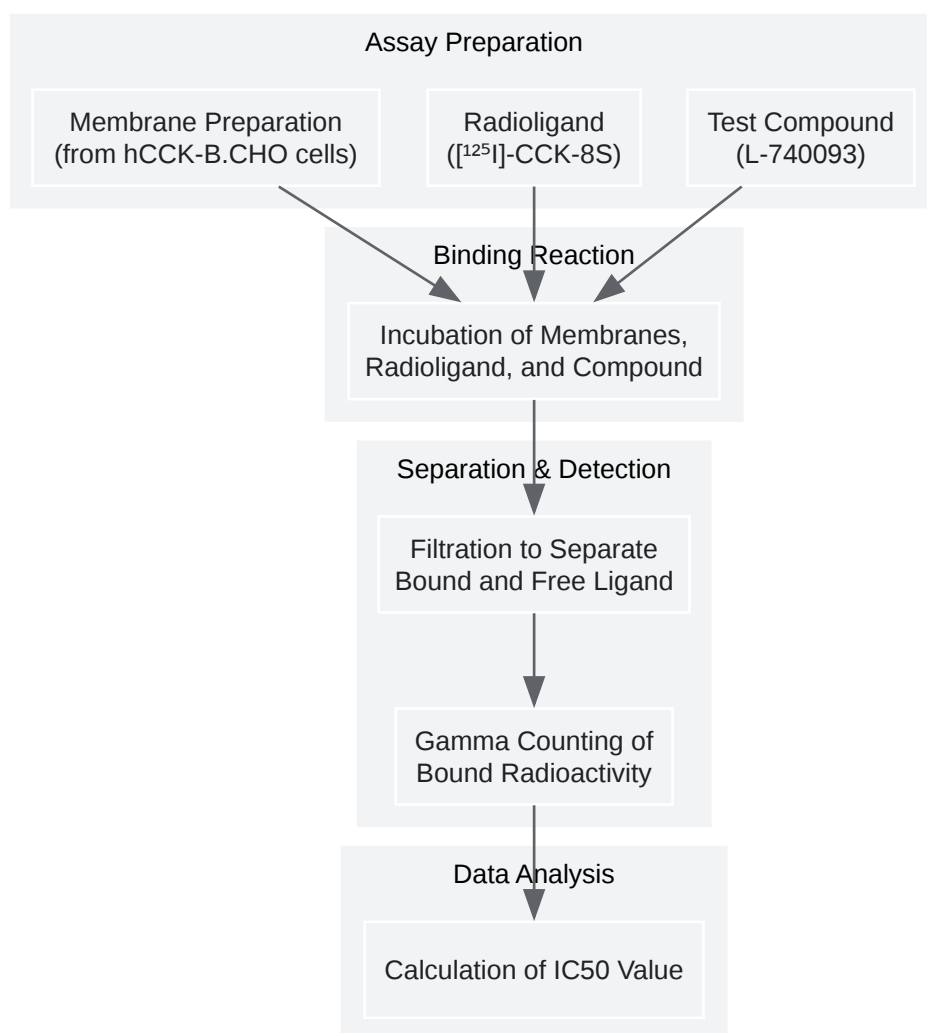 Assay Preparation
Membrane Preparation
(from hCCK-B.CHO cells)
Radioligand
([¹²⁵I]-CCK-8S)
Test Compound
(L-740093)
Binding Reaction
Incubation of Membranes,
Radioligand, and Compound
Separation & Detection
Filtration to Separate
Bound and Free Ligand
Gamma Counting of
Bound Radioactivity
Data Analysis
Calculation of IC50 Value